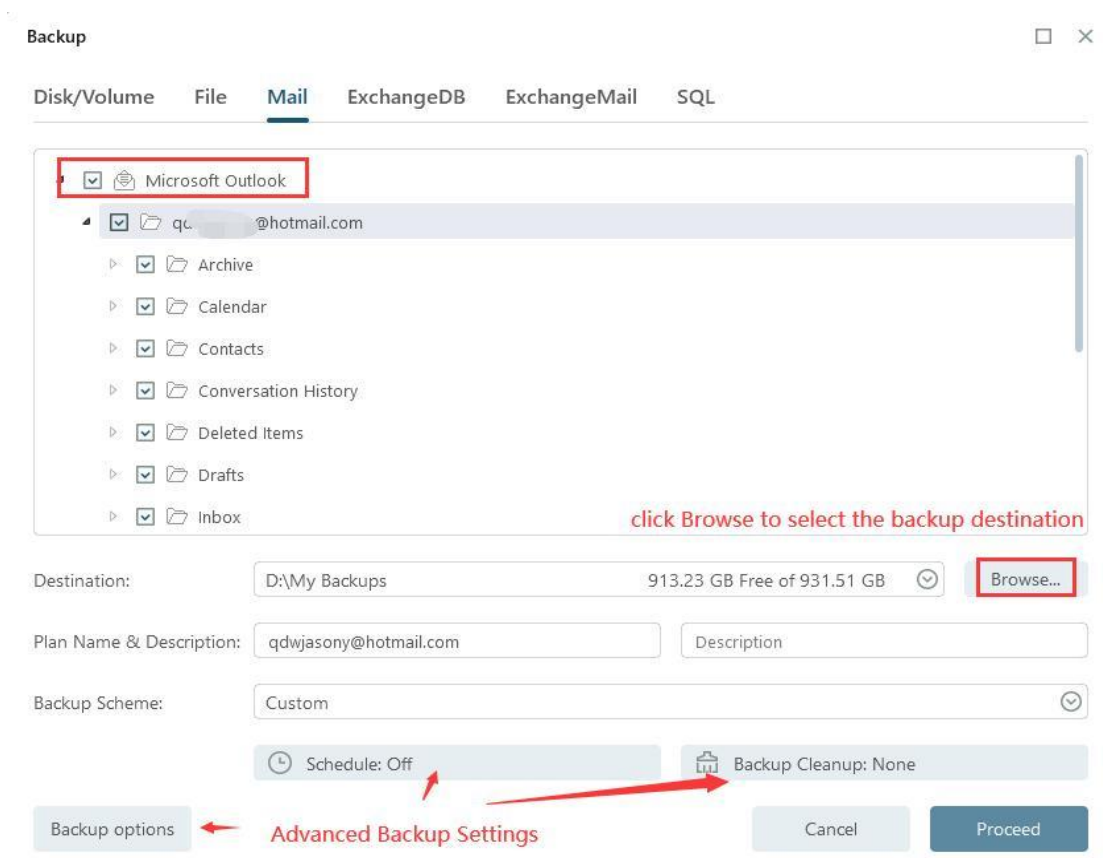 Backup
Disk/Volume File Mail ExchangeDB ExchangeMail SQL
Microsoft Outlook
@hotmail.com
Archive
Calendar
Contacts
Conversation History
Deleted Items
Drafts
Inbox
click Browse to select the backup destination
Destination: D:\My Backups 913.23 GB Free of 931.51 GB Browse...
Plan Name & Description: qdwjasony@hotmail.com Description
Backup Scheme: Custom
Schedule: Off Backup Cleanup: None
Backup options Advanced Backup Settings Cancel Proceed